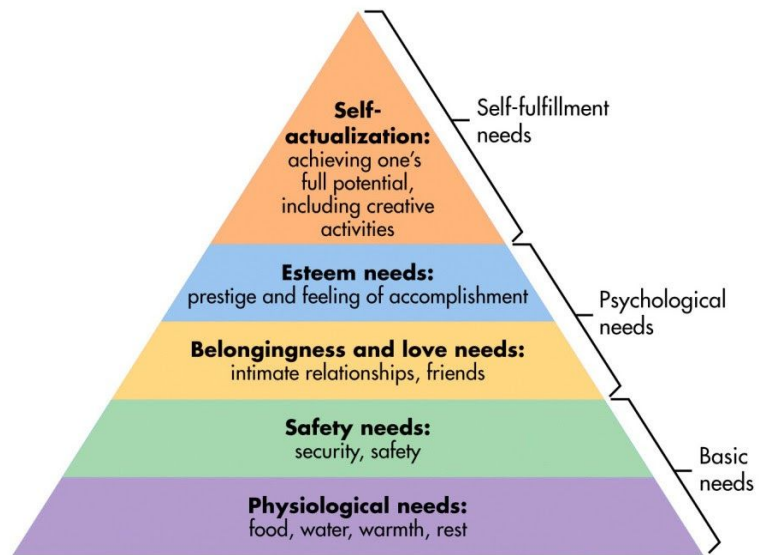 Self-
actualization:
achieving one's
full potential,
including creative
activities
Self-fulfillment
needs
Esteem needs:
prestige and feeling of accomplishment
Belongingness and love needs:
intimate relationships, friends
Psychological
needs
Safety needs:
security, safety
Physiological needs:
food, water, warmth, rest
Basic
needs